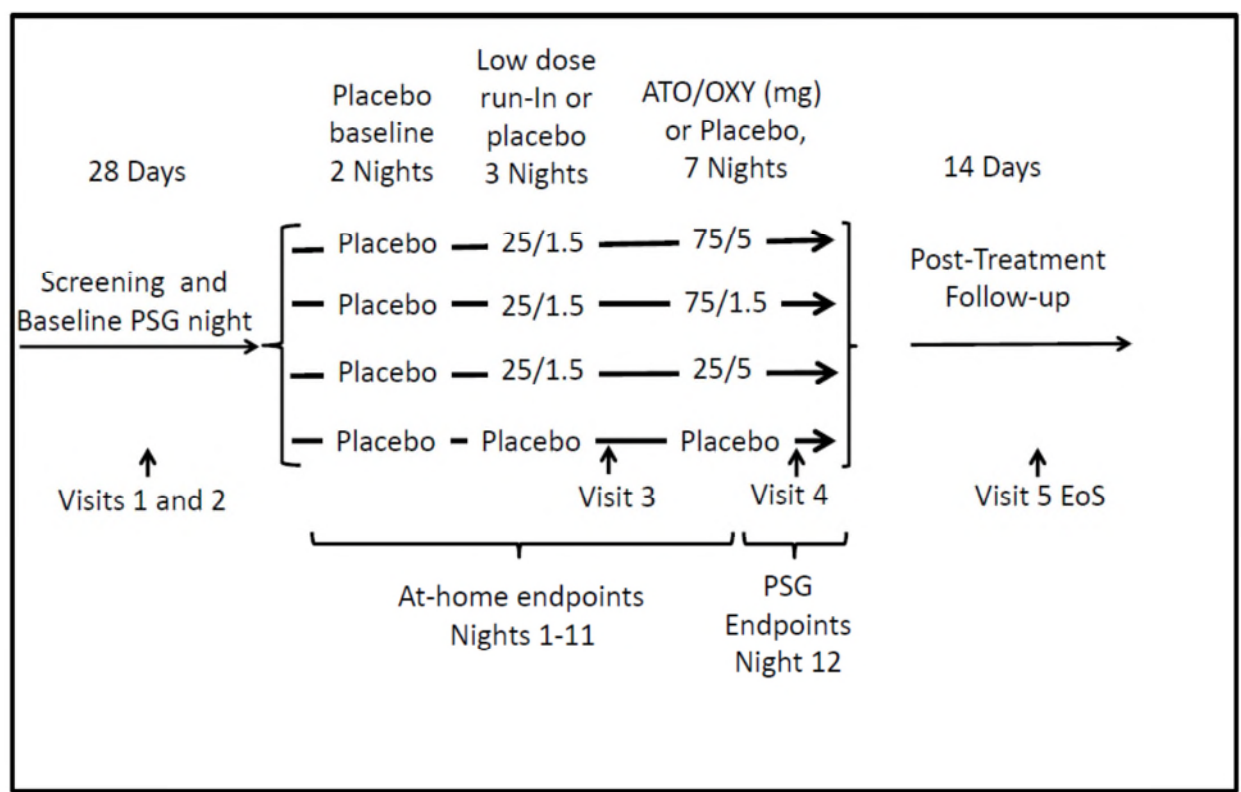 28 Days
Placebo
baseline
2 Nights
Low dose
run-In or
placebo
3 Nights
ATO/OXY (mg)
or Placebo,
7 Nights
14 Days
Screening and
Baseline PSG night
Placebo 25/1.5 75/5
Placebo 25/1.5 75/1.5
Placebo 25/1.5 25/5
Placebo Placebo Placebo
Post-Treatment
Follow-up
Visits 1 and 2
Visit 3
Visit 4
Visit 5 EoS
At-home endpoints
Nights 1-11
PSG
Endpoints
Night 12